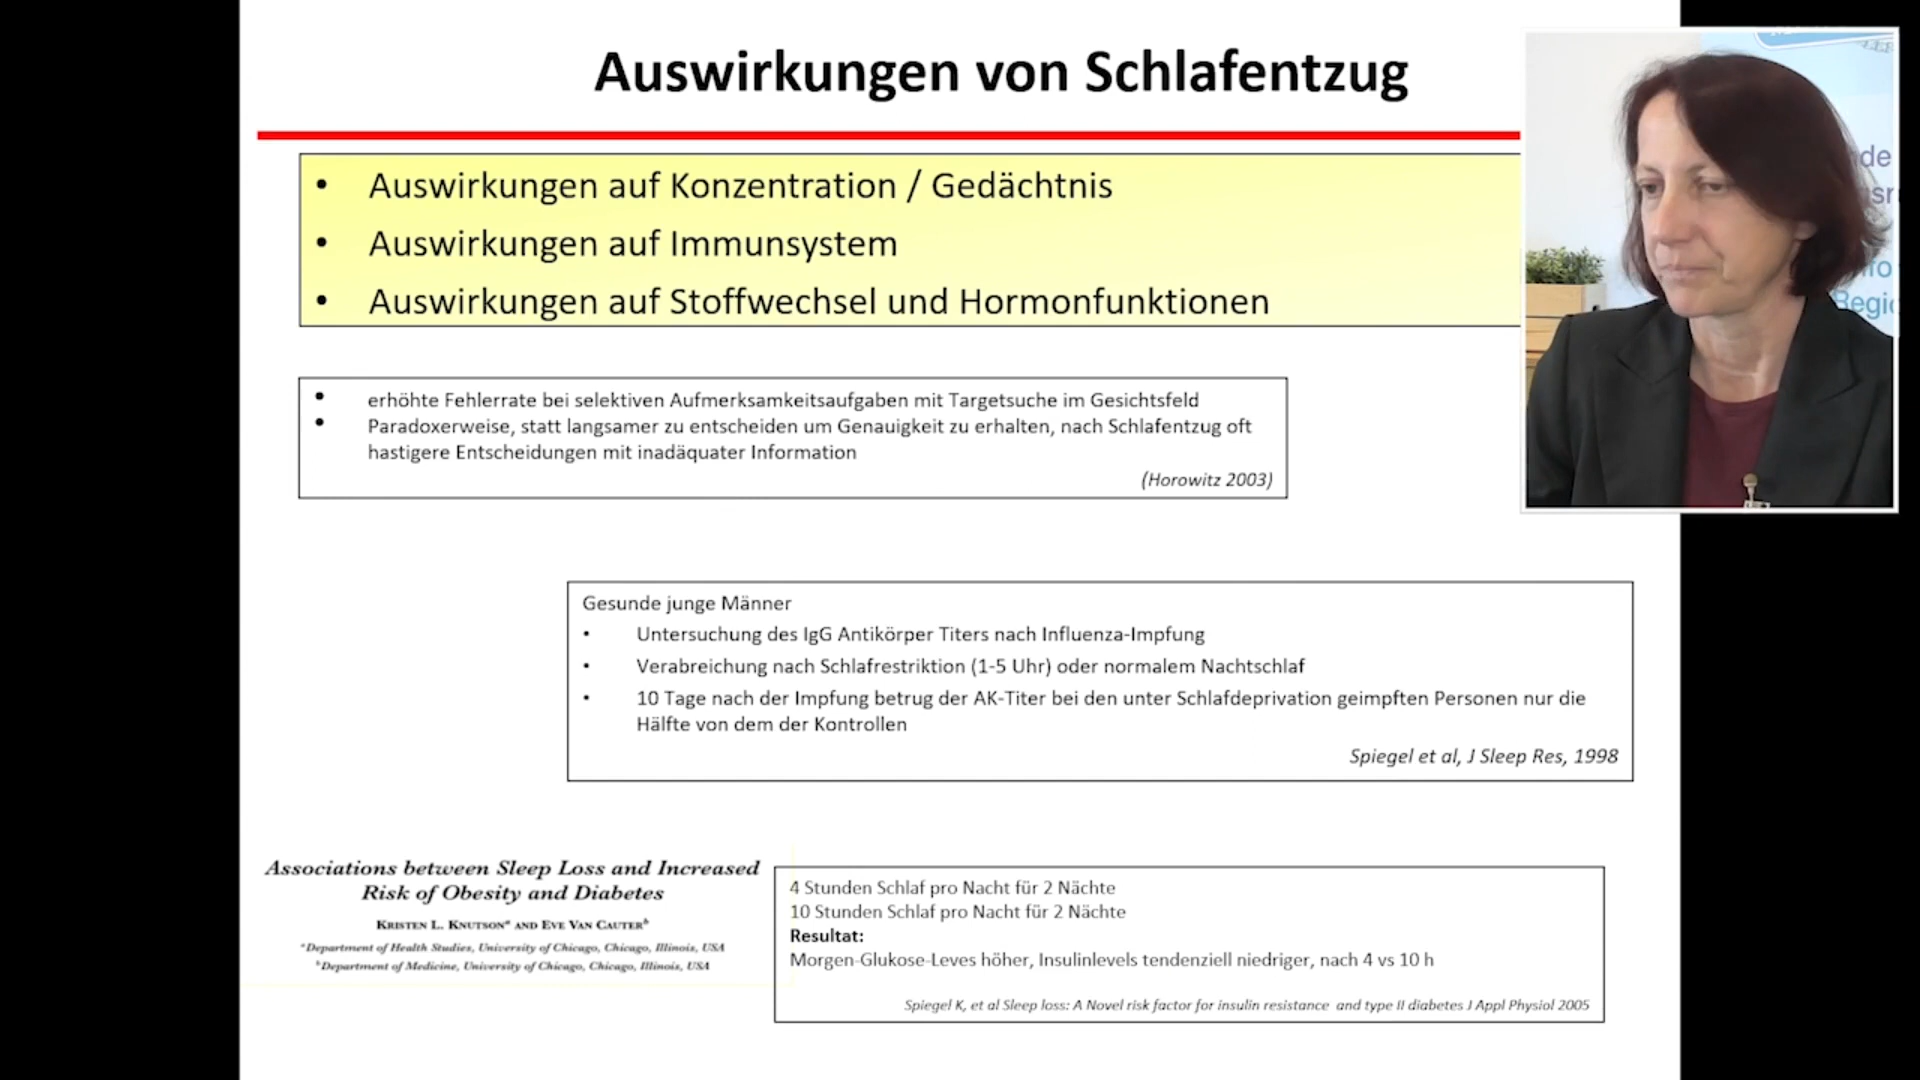 Auswirkungen von Schlafentzug
• Auswirkungen auf Konzentration / Gedächtnis
• Auswirkungen auf Immunsystem
• Auswirkungen auf Stoffwechsel und Hormonfunktionen
• erhöhte Fehlerrate bei selektiven Aufmerksamkeitsaufgaben mit Targetsuche im Gesichtsfeld
• Paradoxerweise, statt langsamer zu entscheiden um Genauigkeit zu erhalten, nach Schlafentzug oft
hastigere Entscheidungen mit inadäquater Information
(Horowitz 2003)
Gesunde junge Männer
• Untersuchung des IgG Antikörper Titers nach Influenza-Impfung
• Verabreichung nach Schlafrestriktion (1-5 Uhr) oder normalem Nachtschlaf
• 10 Tage nach der Impfung betrug der AK-Titer bei den unter Schlafdeprivation geimpften Personen nur die
Hälfte von dem der Kontrollen
Spiegel et al, J Sleep Res, 1998
Associations between Sleep Loss and Increased
Risk of Obesity and Diabetes
KRISTEN L. KNUTSONa AND EVE VAN CAUTERb
aDepartment of Health Studies, University of Chicago, Chicago, Illinois, USA
bDepartment of Medicine, University of Chicago, Chicago, Illinois, USA
4 Stunden Schlaf pro Nacht für 2 Nächte
10 Stunden Schlaf pro Nacht für 2 Nächte
Resultat:
Morgen-Glukose-Leves höher, Insulinlevels tendenziell niedriger, nach 4 vs 10 h
Spiegel K, et al Sleep loss: A Novel risk factor for insulin resistance and type II diabetes J Appl Physiol 2005